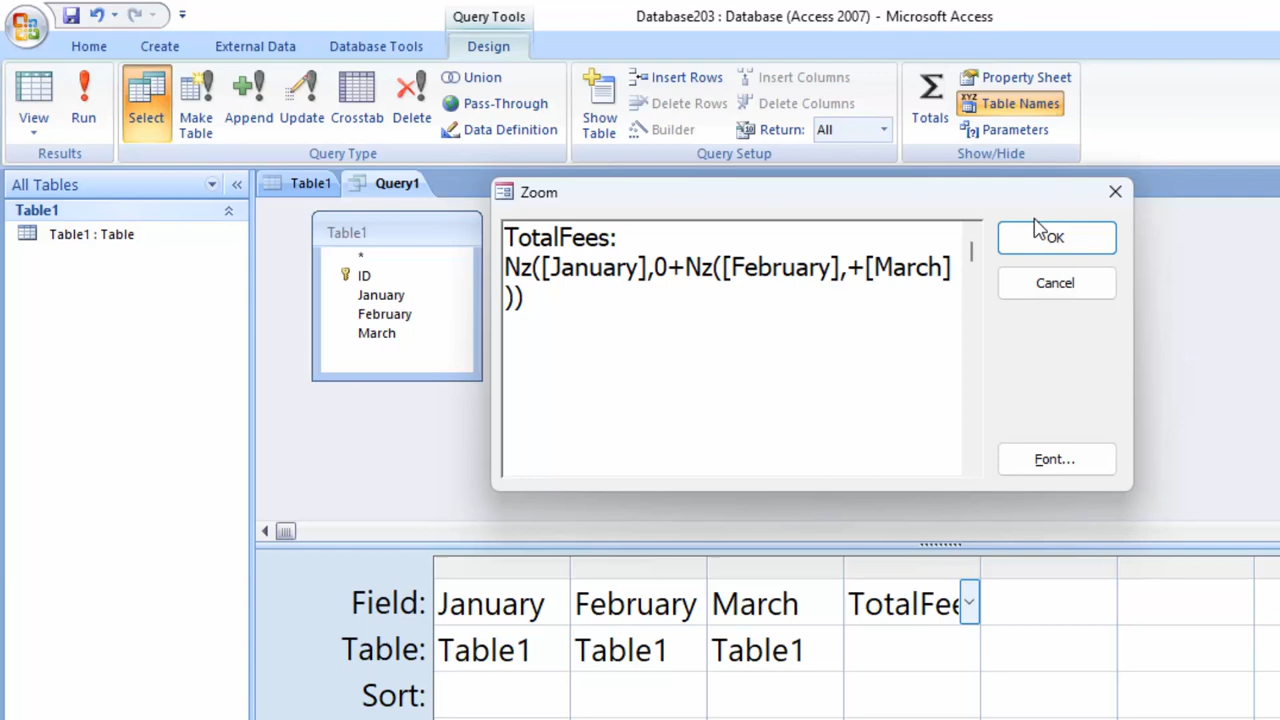 Query Tools
Database203 : Database (Access 2007) - Microsoft Access
Home
Create
External Data
Database Tools
Design
View
Run
Select
Make
Table
Append
Update
Crosstab
Delete
Union
Pass-Through
Data Definition
Show
Table
Insert Rows
Delete Rows
Builder
Insert Columns
Delete Columns
Return: All
Totals
Property Sheet
XYZ
Table Names
Parameters
Results
Query Type
Query Setup
Show/Hide
All Tables
Table1
Table1 : Table
Table1
Query1
Table1
*
ID
January
February
March
Zoom
TotalFees:
Nz([January],0+Nz([February],+[March]
))
OK
Cancel
Font...
Field: January February March TotalFee
Table: Table1 Table1 Table1
Sort: